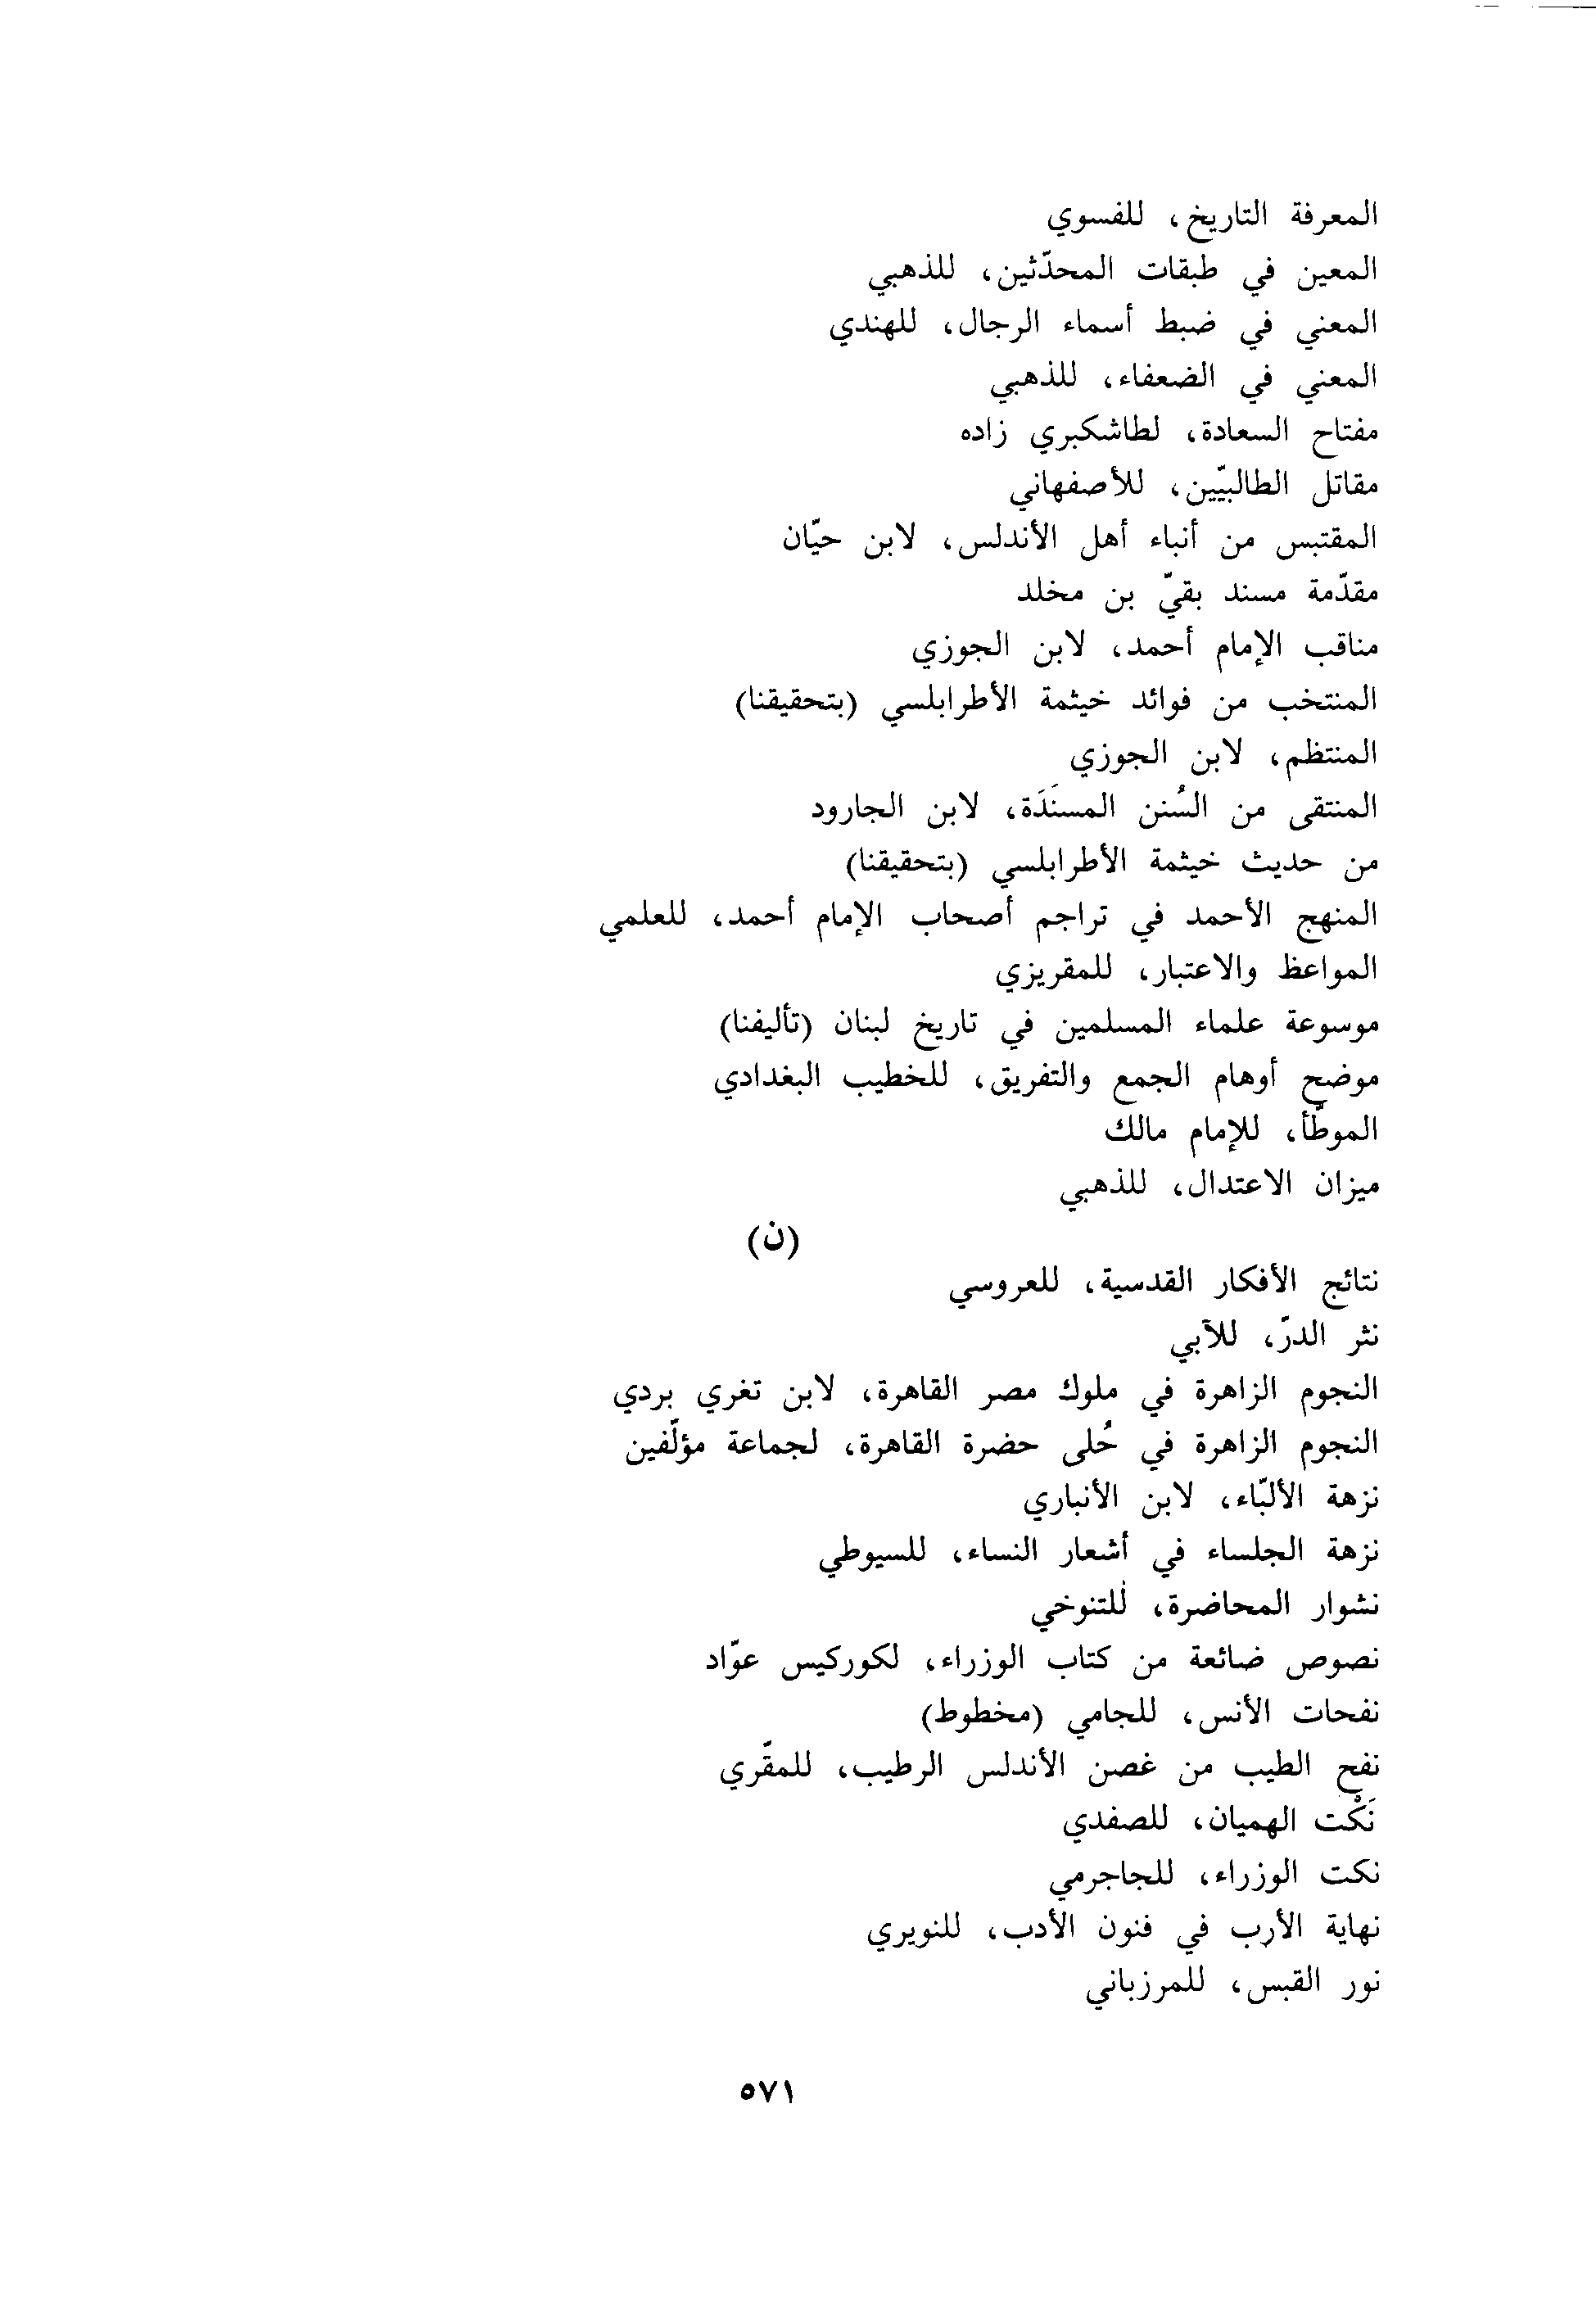 المعرفة التاريخ، للفسوي
المعين في طبقات المحدّثين، للذهبي
المعني في ضبط أسماء الرجال، للهندي
المعني في الضعفاء، للذهبي
مفتاح السعادة، لطاشكبري زاده
مقاتل الطالبيّين، للأصفهاني
المقتبس من أنباء أهل الأندلس، لابن حيّان
مقدّمة مسند بقيّ بن مخلد
مناقب الإمام أحمد، لابن الجوزي
المنتخب من فوائد خيثمة الأطرابلسي (بتحقيقنا)
المنتظم، لابن الجوزي
المنتقى من السُنن المسنَدَة، لابن الجارود
من حديث خيثمة الأطرابلسي (بتحقيقنا)
المنهج الأحمد في تراجم أصحاب الإمام أحمد، للعلمي
المواعظ والاعتبار، للمقريزي
موسوعة علماء المسلمين في تاريخ لبنان (تأليفنا)
موضح أوهام الجمع والتفريق، للخطيب البغدادي
الموطّأ، للإمام مالك
ميزان الاعتدال، للذهبي
(ن)
نتائج الأفكار القدسية، للعروسي
نثر الدرّ، للآبي
النجوم الزاهرة في ملوك مصر القاهرة، لابن تغري بردي
النجوم الزاهرة في حُلى حضرة القاهرة، لجماعة مؤلّفين
نزهة الألبّاء، لابن الأنباري
نزهة الجلساء في أشعار النساء، للسيوطي
نشوار المحاضرة، للتنوخي
نصوص ضائعة من كتاب الوزراء، لكوركيس عوّاد
نفحات الأنس، للجامي (مخطوط)
نفح الطيب من غصن الأندلس الرطيب، للمقّري
نَكْت الهميان، للصفدي
نكت الوزراء، للجاجرمي
نهاية الأرب في فنون الأدب، للنويري
نور القبس، للمرزباني
٥٧١